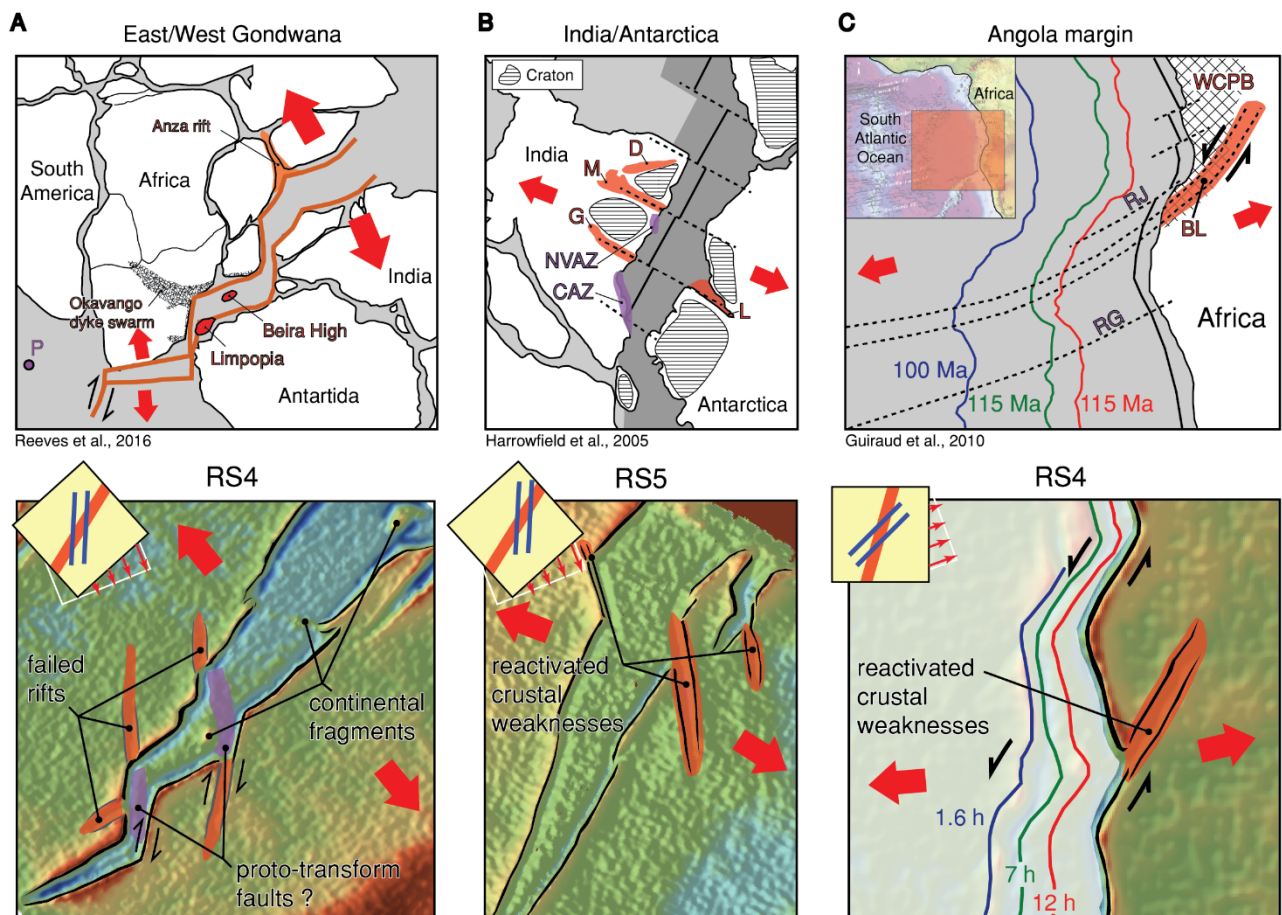 A
East/West Gondwana
South
America
Africa
Anza rift
India
Okavango
dyke swarm
Beira High
Limpopia
P
Antartida
Reeves et al., 2016
B
India/Antarctica
Craton
India
D
M
G
NVAZ
CAZ
L
Antarctica
Harrowfield et al., 2005
C
Angola margin
Africa
South
Atlantic
Ocean
WCPB
RJ
BL
RG
Africa
100 Ma
115 Ma
115 Ma
Guiraud et al., 2010
RS4
failed
rifts
continental
fragments
proto-transform
faults ?
RS5
reactivated
crustal
weaknesses
RS4
reactivated
crustal
weaknesses
1.6 h
7 h
12 h